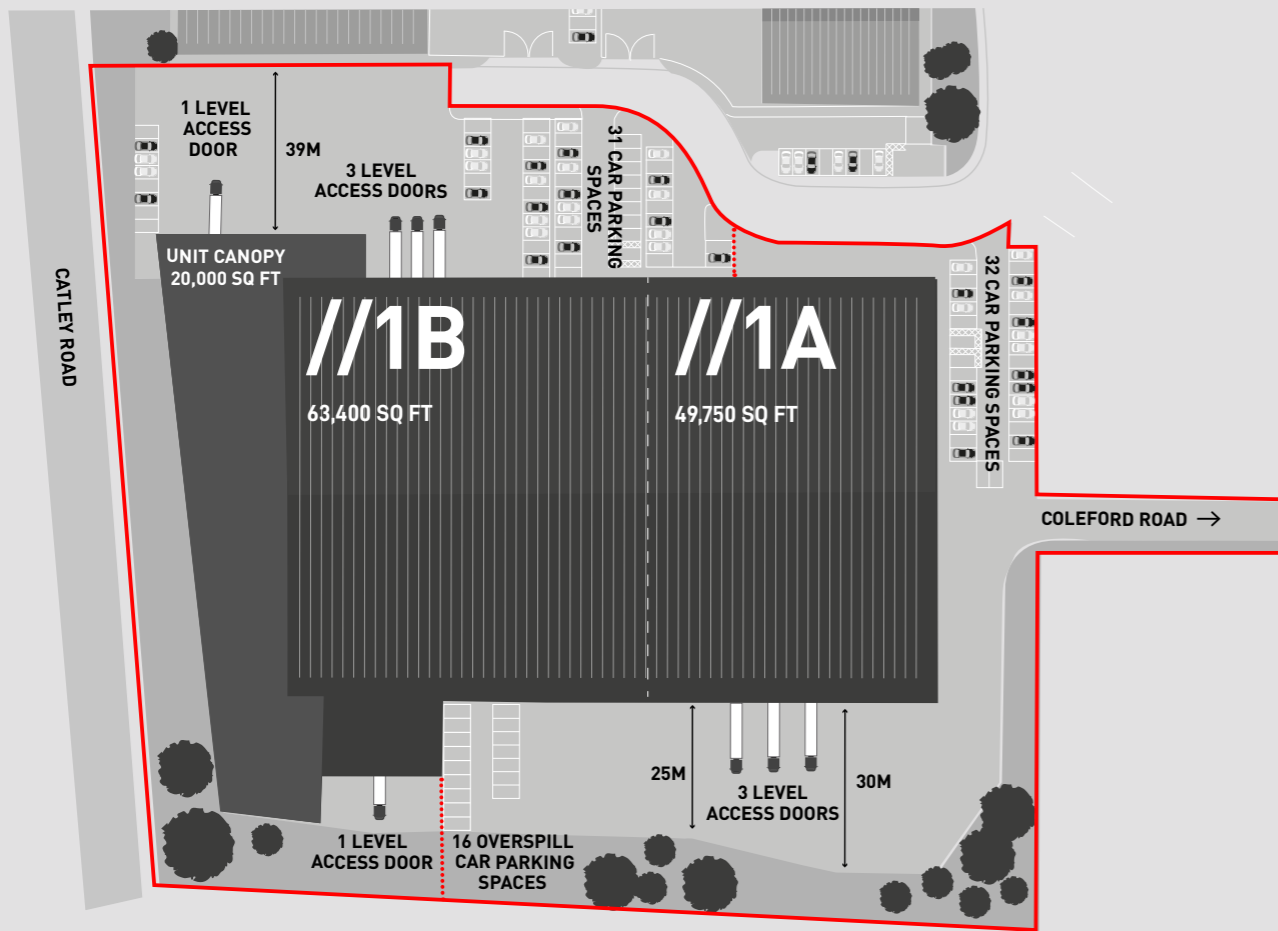 1 LEVEL
ACCESS
DOOR
39M
3 LEVEL
ACCESS DOORS
31 CAR PARKING
SPACES
UNIT CANOPY
20,000 SQ FT
CATLEY ROAD
//1B
63,400 SQ FT
//1A
49,750 SQ FT
32 CAR PARKING SPACES
COLEFORD ROAD →
25M
3 LEVEL
ACCESS DOORS
30M
1 LEVEL
ACCESS DOOR
16 OVERSPILL
CAR PARKING
SPACES